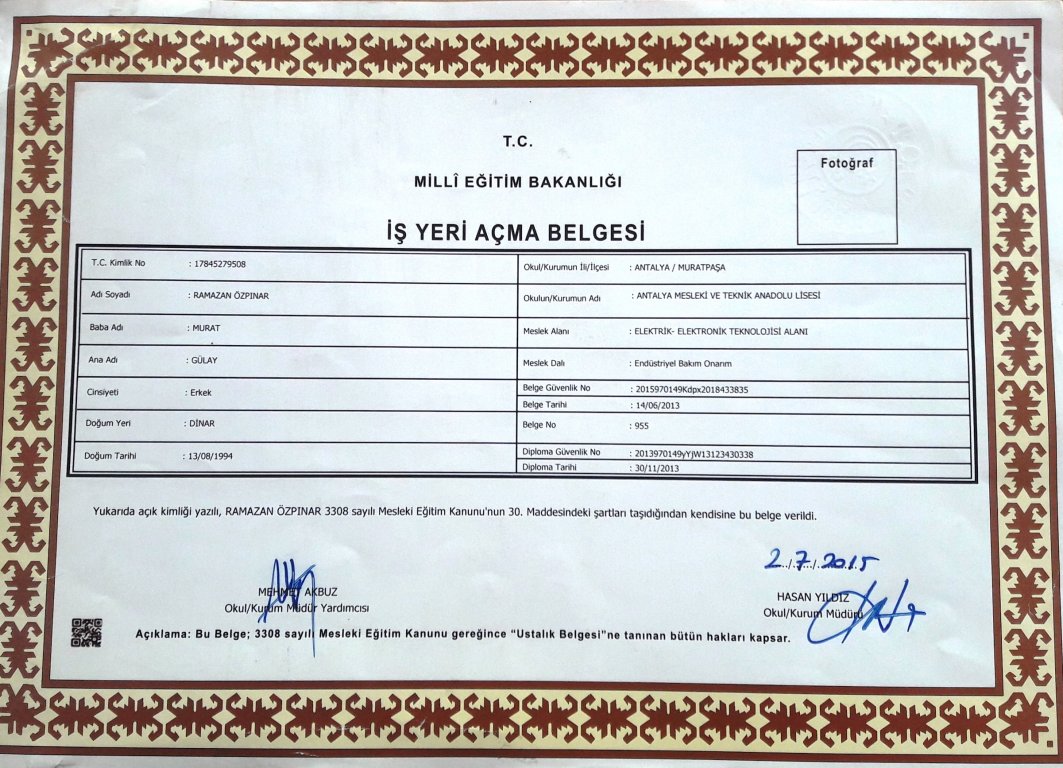 T.C.
Fotoğraf
MİLLÎ EĞİTİM BAKANLIĞI
İŞ YERİ AÇMA BELGESİ
T.C. Kimlik No : 17845279508
Adı Soyadı : RAMAZAN ÖZPINAR
Baba Adı : MURAT
Ana Adı : GÜLAY
Cinsiyeti : Erkek
Doğum Yeri : DİNAR
Doğum Tarihi : 13/08/1994
Okul/Kurumun İli/İlçesi : ANTALYA / MURATPAŞA
Okulun/Kurumun Adı : ANTALYA MESLEKİ VE TEKNİK ANADOLU LİSESİ
Meslek Alanı : ELEKTRİK- ELEKTRONİK TEKNOLOJİSİ ALANI
Meslek Dalı : Endüstriyel Bakım Onarım
Belge Güvenlik No : 2015970149Kdpx2018433835
Belge Tarihi : 14/06/2013
Belge No : 955
Diploma Güvenlik No : 2013970149yYJW13123430338
Diploma Tarihi : 30/11/2013
Yukarıda açık kimliği yazılı, RAMAZAN ÖZPINAR 3308 sayılı Mesleki Eğitim Kanunu'nun 30. Maddesindeki şartları taşıdığından kendisine bu belge verildi.
2../.7../.2015
MEHMET AKBUZ
Okul/Kurum Müdür Yardımcısı
HASAN YILDIZ
Okul/Kurum Müdürü
Açıklama: Bu Belge; 3308 sayılı Mesleki Eğitim Kanunu gereğince “Ustalık Belgesi”ne tanınan bütün hakları kapsar.